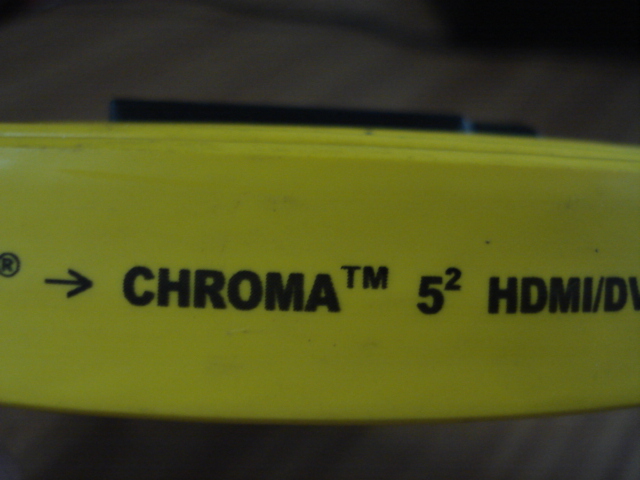 ® → CHROMA™ 5² HDMI/DV